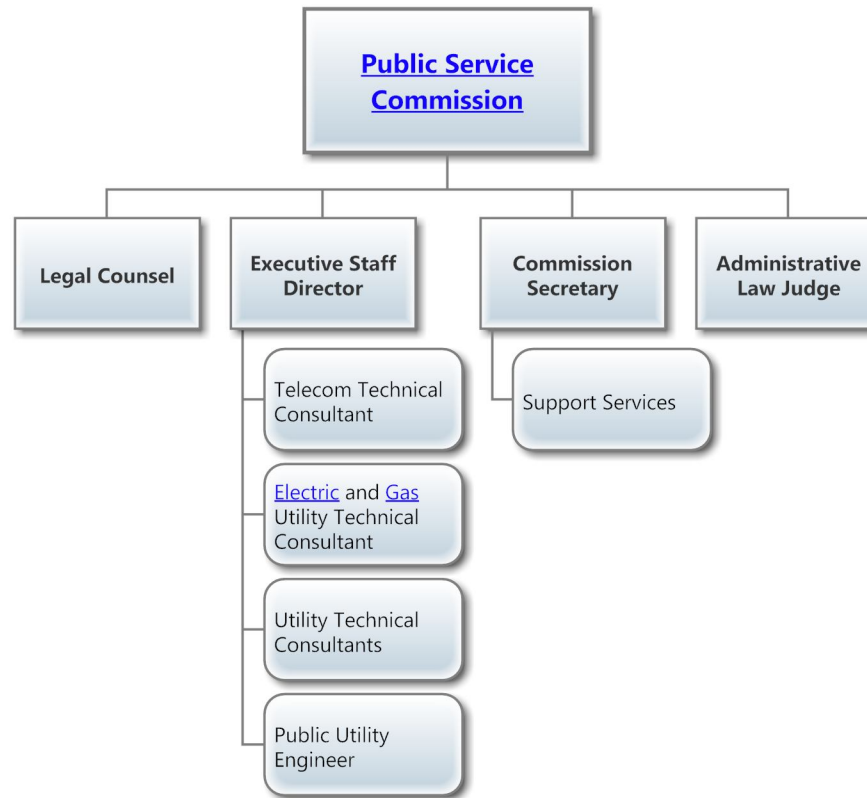 Public Service
Commission
Legal Counsel
Executive Staff
Director
Commission
Secretary
Administrative
Law Judge
Telecom Technical
Consultant
Support Services
Electric and Gas
Utility Technical
Consultant
Utility Technical
Consultants
Public Utility
Engineer